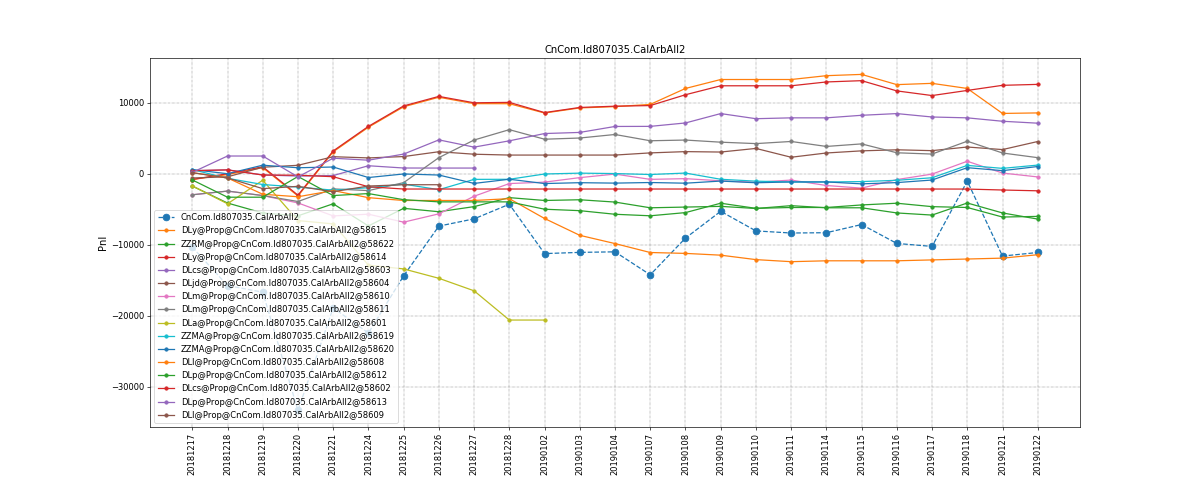 CnCom.Id807035.CalArbAll2
10000
0
−10000
−20000
−30000
Pnl
CnCom.Id807035.CalArbAll2
DLy@Prop@CnCom.Id807035.CalArbAll2@58615
ZZRM@Prop@CnCom.Id807035.CalArbAll2@58622
DLy@Prop@CnCom.Id807035.CalArbAll2@58614
DLcs@Prop@CnCom.Id807035.CalArbAll2@58603
DLjd@Prop@CnCom.Id807035.CalArbAll2@58604
DLm@Prop@CnCom.Id807035.CalArbAll2@58610
DLm@Prop@CnCom.Id807035.CalArbAll2@58611
DLa@Prop@CnCom.Id807035.CalArbAll2@58601
ZZMA@Prop@CnCom.Id807035.CalArbAll2@58619
ZZMA@Prop@CnCom.Id807035.CalArbAll2@58620
DLl@Prop@CnCom.Id807035.CalArbAll2@58608
DLp@Prop@CnCom.Id807035.CalArbAll2@58612
DLcs@Prop@CnCom.Id807035.CalArbAll2@58602
DLp@Prop@CnCom.Id807035.CalArbAll2@58613
DLl@Prop@CnCom.Id807035.CalArbAll2@58609
20181217
20181218
20181219
20181220
20181221
20181224
20181225
20181226
20181227
20181228
20190102
20190103
20190104
20190107
20190108
20190109
20190110
20190111
20190114
20190115
20190116
20190117
20190118
20190121
20190122